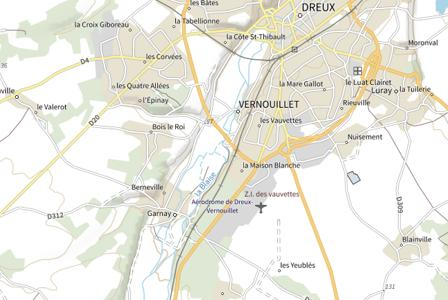 les Bâtes
DREUX
la Croix Giboreau
la Tabellionne
la Côte St-Thibault
Moronval
D4
les Corvées
les Quatre Allées
la Mare Gallot
le Luat Clairet
Luray
la Tuilerie
l'Épinay
VERNOUILLET
Rieuville
le Valerot
D20
137
Bois le Roi
les Vauvettes
Nuisement
la Maison Blanche
la Blaise
Berneville
Z.I. des vauvettes
Aérodrome de Dreux-
Vernouillet
D312
Garnay
D309
Blainville
les Yeublés
131